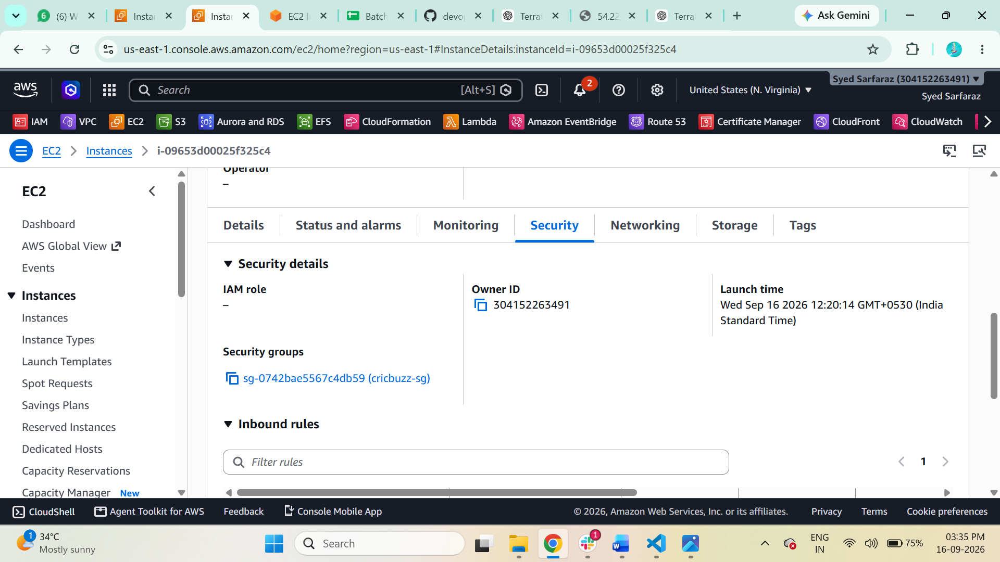 6 (6) W
Instar
Instar
EC2 I
Batch
devop
Terraf
54.22
Terraf
Ask Gemini
us-east-1.console.aws.amazon.com/ec2/home?region=us-east-1#InstanceDetails:instanceId=i-09653d00025f325c4
aws
Search [Alt+S]
2
United States (N. Virginia)
Syed Sarfaraz (304152263491)
Syed Sarfaraz
IAM VPC EC2 S3 Aurora and RDS EFS CloudFormation Lambda Amazon EventBridge Route 53 Certificate Manager CloudFront CloudWatch
EC2 Instances i-09653d00025f325c4
EC2
Dashboard
AWS Global View
Events
Instances
Instances
Instance Types
Launch Templates
Spot Requests
Savings Plans
Reserved Instances
Dedicated Hosts
Capacity Reservations
Capacity Manager New
Operator
–
Details Status and alarms Monitoring Security Networking Storage Tags
Security details
IAM role
–
Owner ID
304152263491
Launch time
Wed Sep 16 2026 12:20:14 GMT+0530 (India
Standard Time)
Security groups
sg-0742bae5567c4db59 (cricbuzz-sg)
Inbound rules
Filter rules
1
CloudShell Agent Toolkit for AWS Feedback Console Mobile App © 2026, Amazon Web Services, Inc. or its affiliates. Privacy Terms Cookie preferences
1
34°C
Mostly sunny
Search
1
ENG
IN
75%
03:35 PM
16-09-2026